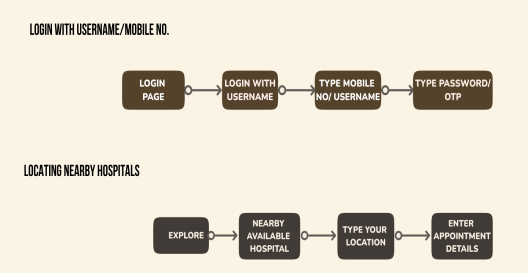 LOGIN WITH USERNAME/MOBILE NO.
LOGIN
PAGE
LOGIN WITH
USERNAME
TYPE MOBILE
NO/ USERNAME
TYPE PASSWORD/
OTP
LOCATING NEARBY HOSPITALS
EXPLORE
NEARBY
AVAILABLE
HOSPITAL
TYPE YOUR
LOCATION
ENTER
APPOINTMENT
DETAILS